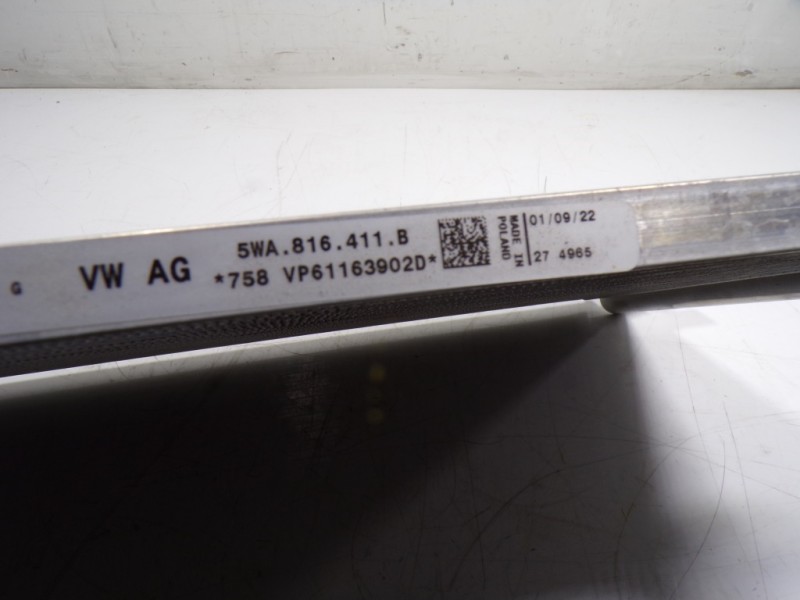 G
VW AG
5WA.816.411.B
*758 VP61163902D*
MADE IN
POLAND
01/09/22
27 4965